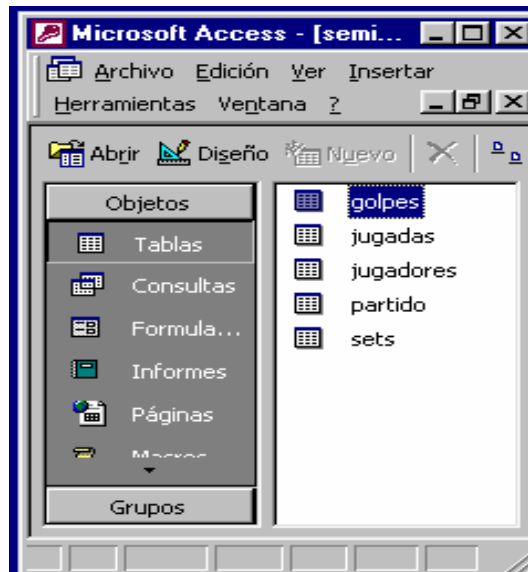 Microsoft Access - [semi...
Archivo Edición Ver Insertar
Herramientas Ventana ?
Abrir Diseño Nuevo
Objetos
Tablas
Consultas
Formula...
Informes
Páginas
Macros
Grupos
golpes
jugadas
jugadores
partido
sets